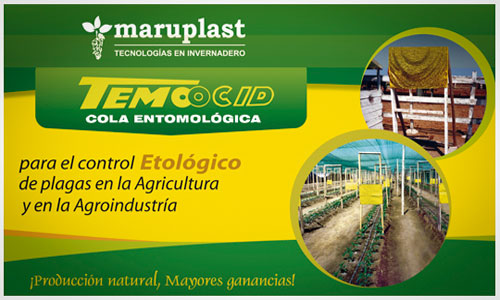 maruplast
TECNOLOGÍAS EN INVERNADERO
TEMOOCID
COLA ENTOMOLÓGICA
para el control Etológico
de plagas en la Agricultura
y en la Agroindustría
¡Producción natural, Mayores ganancias!